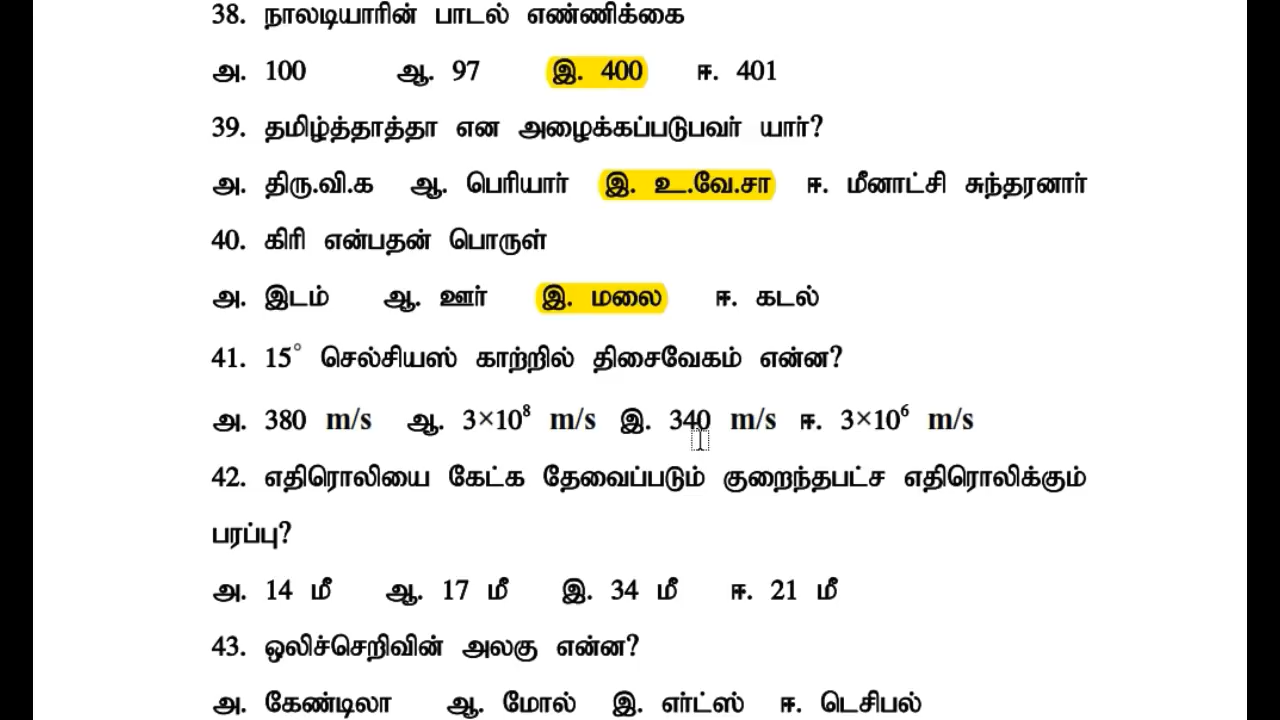 38. நாலடியாரின் பாடல் எண்ணிக்கை
அ. 100 ஆ. 97 இ. 400 ஈ. 401
39. தமிழ்த்தாத்தா என அழைக்கப்படுபவர் யார்?
அ. திரு.வி.க ஆ. பெரியார் இ. உ.வே.சா ஈ. மீனாட்சி சுந்தரனார்
40. கிரி என்பதன் பொருள்
அ. இடம் ஆ. ஊர் இ. மலை ஈ. கடல்
41. 15° செல்சியஸ் காற்றில் திசைவேகம் என்ன?
அ. 380 m/s ஆ. 3×10⁸ m/s இ. 340 m/s ஈ. 3×10⁶ m/s
42. எதிரொலியை கேட்க தேவைப்படும் குறைந்தபட்ச எதிரொலிக்கும்
பரப்பு?
அ. 14 மீ ஆ. 17 மீ இ. 34 மீ ஈ. 21 மீ
43. ஒலிச்செறிவின் அலகு என்ன?
அ. கேண்டிலா ஆ. மோல் இ. எர்ட்ஸ் ஈ. டெசிபல்